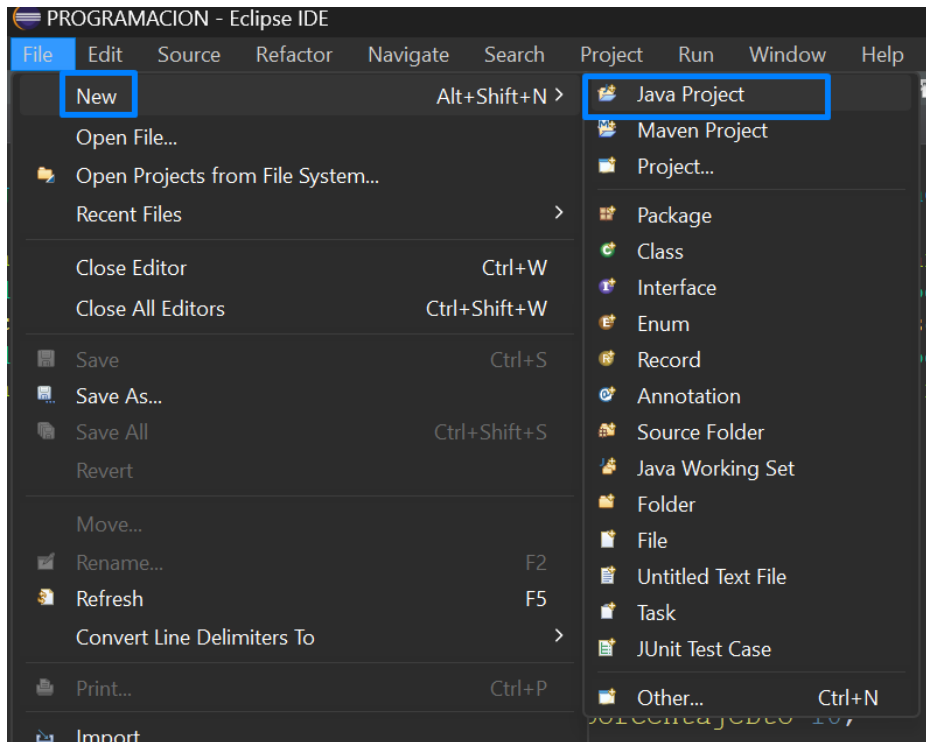 PROGRAMACION - Eclipse IDE
File Edit Source Refactor Navigate Search Project Run Window Help
New Alt+Shift+N >
Open File...
Open Projects from File System...
Recent Files >
Close Editor Ctrl+W
Close All Editors Ctrl+Shift+W
Save Ctrl+S
Save As...
Save All Ctrl+Shift+S
Revert
Move...
Rename... F2
Refresh F5
Convert Line Delimiters To >
Print... Ctrl+P
Import
Java Project
Maven Project
Project...
Package
Class
Interface
Enum
Record
Annotation
Source Folder
Java Working Set
Folder
File
Untitled Text File
Task
JUnit Test Case
Other... Ctrl+N